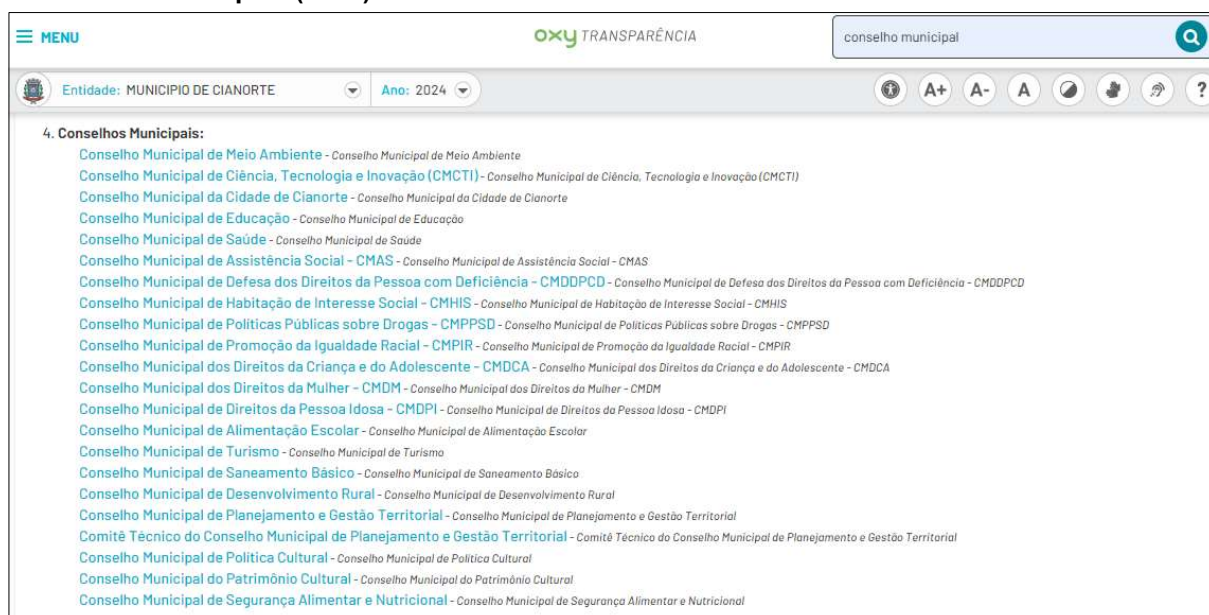 MENU
oxy TRANSPARÊNCIA
conselho municipal
Entidade: MUNICIPIO DE CIANORTE
Ano: 2024
A+ A- A ?
4. Conselhos Municipais:
Conselho Municipal de Meio Ambiente - Conselho Municipal de Meio Ambiente
Conselho Municipal de Ciência, Tecnologia e Inovação (CMCTI) - Conselho Municipal de Ciência, Tecnologia e Inovação (CMCTI)
Conselho Municipal da Cidade de Cianorte - Conselho Municipal da Cidade de Cianorte
Conselho Municipal de Educação - Conselho Municipal de Educação
Conselho Municipal de Saúde - Conselho Municipal de Saúde
Conselho Municipal de Assistência Social - CMAS - Conselho Municipal de Assistência Social - CMAS
Conselho Municipal de Defesa dos Direitos da Pessoa com Deficiência - CMDDPCD - Conselho Municipal de Defesa dos Direitos da Pessoa com Deficiência - CMDDPCD
Conselho Municipal de Habitação de Interesse Social - CMHIS - Conselho Municipal de Habitação de Interesse Social - CMHIS
Conselho Municipal de Políticas Públicas sobre Drogas - CMPPSD - Conselho Municipal de Políticas Públicas sobre Drogas - CMPPSD
Conselho Municipal de Promoção da Igualdade Racial - CMPIR - Conselho Municipal de Promoção da Igualdade Racial - CMPIR
Conselho Municipal dos Direitos da Criança e do Adolescente - CMDCA - Conselho Municipal dos Direitos da Criança e do Adolescente - CMDCA
Conselho Municipal dos Direitos da Mulher - CMDM - Conselho Municipal dos Direitos da Mulher - CMDM
Conselho Municipal de Direitos da Pessoa Idosa - CMDPI - Conselho Municipal de Direitos da Pessoa Idosa - CMDPI
Conselho Municipal de Alimentação Escolar - Conselho Municipal de Alimentação Escolar
Conselho Municipal de Turismo - Conselho Municipal de Turismo
Conselho Municipal de Saneamento Básico - Conselho Municipal de Saneamento Básico
Conselho Municipal de Desenvolvimento Rural - Conselho Municipal de Desenvolvimento Rural
Conselho Municipal de Planejamento e Gestão Territorial - Conselho Municipal de Planejamento e Gestão Territorial
Comitê Técnico do Conselho Municipal de Planejamento e Gestão Territorial - Comitê Técnico do Conselho Municipal de Planejamento e Gestão Territorial
Conselho Municipal de Política Cultural - Conselho Municipal de Política Cultural
Conselho Municipal do Patrimônio Cultural - Conselho Municipal do Patrimônio Cultural
Conselho Municipal de Segurança Alimentar e Nutricional - Conselho Municipal de Segurança Alimentar e Nutricional